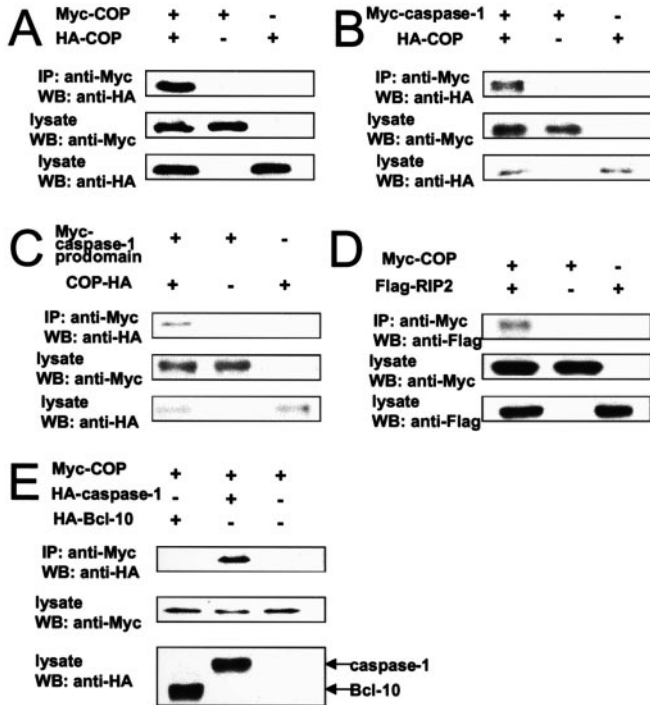 A
Myc-COP + + -
HA-COP + - +
IP: anti-Myc
WB: anti-HA
lysate
WB: anti-Myc
lysate
WB: anti-HA
B
Myc-caspase-1 + + -
HA-COP + - +
IP: anti-Myc
WB: anti-HA
lysate
WB: anti-Myc
lysate
WB: anti-HA
C
Myc-
caspase-1 + + -
prodomain
COP-HA + - +
IP: anti-Myc
WB: anti-HA
lysate
WB: anti-Myc
lysate
WB: anti-HA
D
Myc-COP + + -
Flag-RIP2 + - +
IP: anti-Myc
WB: anti-Flag
lysate
WB: anti-Myc
lysate
WB: anti-Flag
E
Myc-COP + + +
HA-caspase-1 - + -
HA-Bcl-10 + - -
IP: anti-Myc
WB: anti-HA
lysate
WB: anti-Myc
lysate
WB: anti-HA
caspase-1
Bcl-10